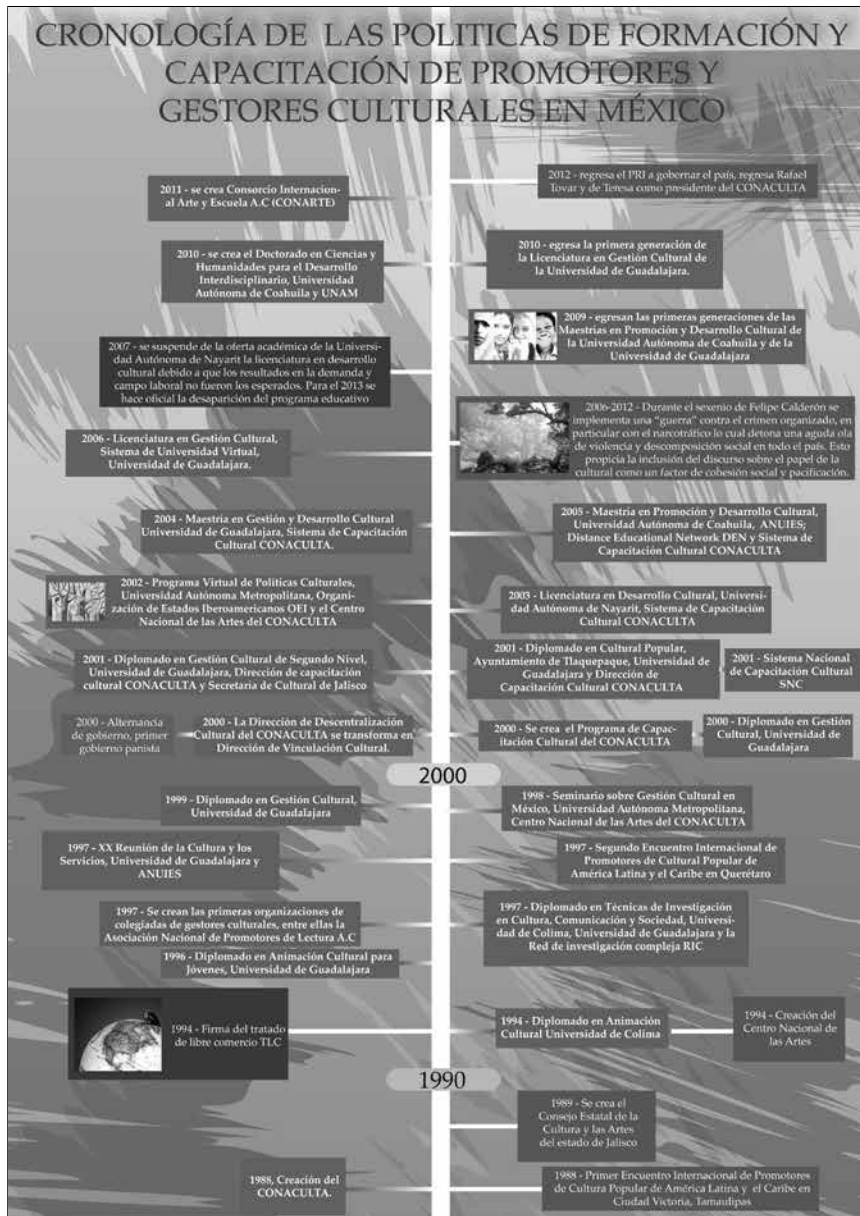 CRONOLOGÍA DE LAS POLITICAS DE FORMACIÓN Y
CAPACITACIÓN DE PROMOTORES Y
GESTORES CULTURALES EN MÉXICO
2012 - regresa el PRI a gobernar el país, regresa Rafael
Tovar y de Teresa como presidente del CONACULTA
2011 - se crea Consorcio Internacion-
al Arte y Escuela A.C (CONARTE)
2010 - se crea el Doctorado en Ciencias y
Humanidades para el Desarrollo
Interdisciplinario, Universidad
Autónoma de Coahuila y UNAM
2010 - egresa la primera generación de
la Licenciatura en Gestión Cultural de
la Universidad de Guadalajara.
2009 - egresan las primeras generaciones de las
Maestrias en Promoción y Desarrollo Cultural de
la Universidad Autónoma de Coahuila y de la
Universidad de Guadalajara
2007 - se suspende de la oferta académica de la Universi-
dad Autónoma de Nayarit la licenciatura en desarrollo
cultural debido a que los resultados en la demanda y
campo laboral no fueron los esperados. Para el 2013 se
hace oficial la desaparición del programa educativo
2006-2012 - Durante el sexenio de Felipe Calderón se
implementa una "guerra" contra el crimen organizado, en
particular con el narcotrático lo cual detona una aguda ola
de violencia y descomposición social en todo el país. Esto
propicia la inclusión del discurso sobre el papel de la
cultural como un factor de cohesión social y pacificación.
2006 - Licenciatura en Gestión Cultural,
Sistema de Universidad Virtual,
Universidad de Guadalajara.
2004 - Maestria en Gestión y Desarrollo Cultural
Universidad de Guadalajara, Sistema de Capacitación
Cultural CONACULTA.
2005 - Maestria en Promoción y Desarrollo Cultural,
Universidad Autónoma de Coahuila, ANUIES;
Distance Educational Network DEN y Sistema de
Capacitación Cultural CONACULTA
2002 - Programa Virtual de Politicas Culturales,
Universidad Autónoma Metropolitana, Organi-
zación de Estados Iberoamericanos OEI y el Centro
Nacional de las Artes del CONACULTA
2003 - Licenciatura en Desarrollo Cultural, Universi-
dad Autónoma de Nayarit, Sistema de Capacitación
Cultural CONACULTA
2001 - Diplomado en Gestión Cultural de Segundo Nivel,
Universidad de Guadalajara, Dirección de capacitación
cultural CONACULTA y Secretaria de Cultural de Jalisco
2001 - Diplomado en Cultural Popular,
Ayuntamiento de Tlaquepaque, Universidad de
Guadalajara y Dirección de
Capacitación Cultural CONACULTA
2001 - Sistema Nacional
de Capacitación Cultural
SNC
2000 - Alternancia
de gobierno, primer
gobierno panista
2000 - La Dirección de Descentralización
Cultural del CONACULTA se transforma en
Dirección de Vinculación Cultural.
2000 - Se crea el Programa de Capac-
itación Cultural del CONACULTA
2000 - Diplomado en Gestión
Cultural, Universidad de
Guadalajara
2000
1999 - Diplomado en Gestión Cultural,
Universidad de Guadalajara
1998 - Seminario sobre Gestión Cultural en
México, Universidad Autónoma Metropolitana,
Centro Nacional de las Artes del CONACULTA
1997 - XX Reunión de la Cultura y los
Servicios, Universidad de Guadalajara y
ANUIES
1997 - Segundo Encuentro Internacional de
Promotores de Cultural Popular de
América Latina y el Caribe en Querétaro
1997 - Se crean las primeras organizaciones de
colegiadas de gestores culturales, entre ellas la
Asociación Nacional de Promotores de Lectura A.C
1997 - Diplomado en Técnicas de Investigación
en Cultura, Comunicación y Sociedad, Universi-
dad de Colima, Universidad de Guadalajara y la
Red de investigación compleja RIC
1996 - Diplomado en Animación Cultural para
Jóvenes, Universidad de Guadalajara
1994 - Firma del tratado
de libre comercio TLC
1994 - Diplomado en Animación
Cultural Universidad de Colima
1994 - Creación del
Centro Nacional de
las Artes
1990
1989 - Se crea el
Consejo Estatal de la
Cultura y las Artes
del estado de Jalisco
1988, Creación del
CONACULTA.
1988 - Primer Encuentro Internacional de Promotores
de Cultura Popular de América Latina y el Caribe en
Ciudad Victoria, Tamaulipas